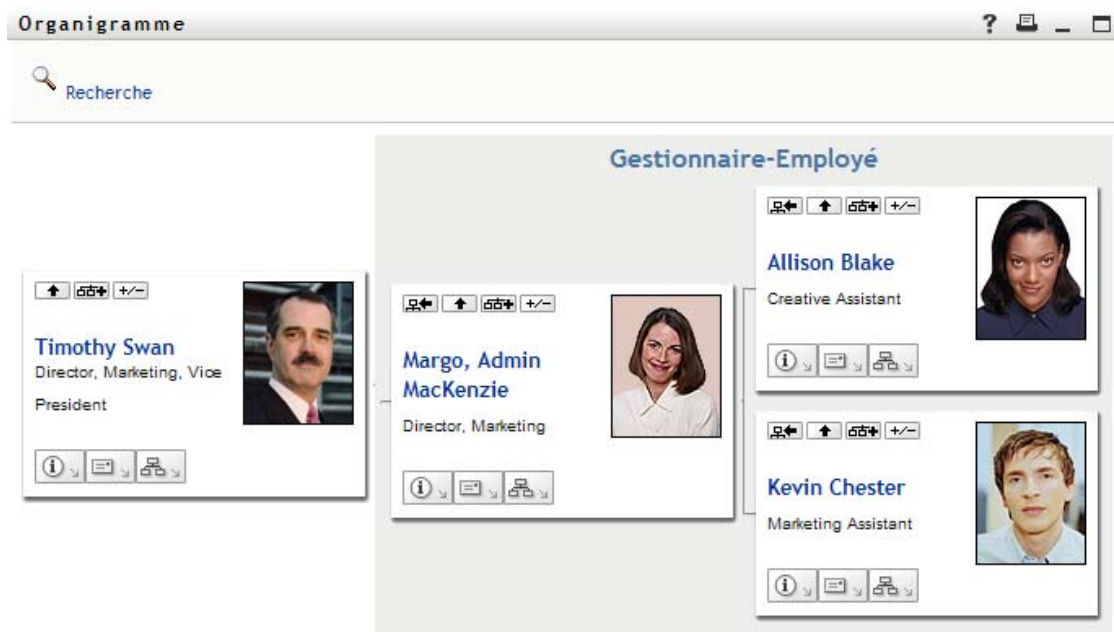 Organigramme
?
Recherche
Gestionnaire-Employé
+/-
Timothy Swan
Director, Marketing, Vice
President
+/-
Margo, Admin
MacKenzie
Director, Marketing
+/-
Allison Blake
Creative Assistant
+/-
Kevin Chester
Marketing Assistant